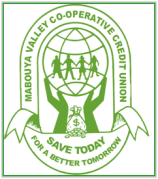 MABOUYA VALLEY CO-OPERATIVE CREDIT UNION
$
SAVE TODAY
FOR A BETTER TOMORROW